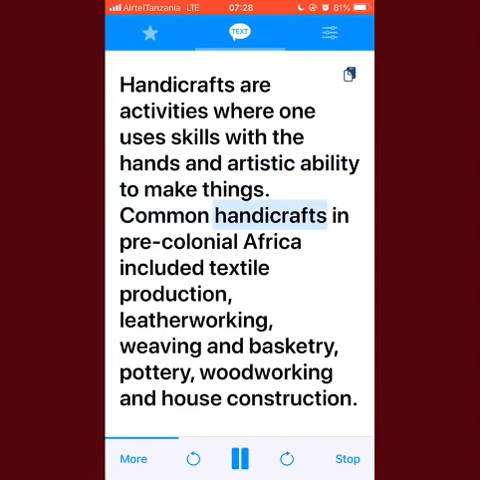 AirtelTanzania LTE 07:28 81%
TEXT
Handicrafts are
activities where one
uses skills with the
hands and artistic ability
to make things.
Common handicrafts in
pre-colonial Africa
included textile
production,
leatherworking,
weaving and basketry,
pottery, woodworking
and house construction.
More Stop